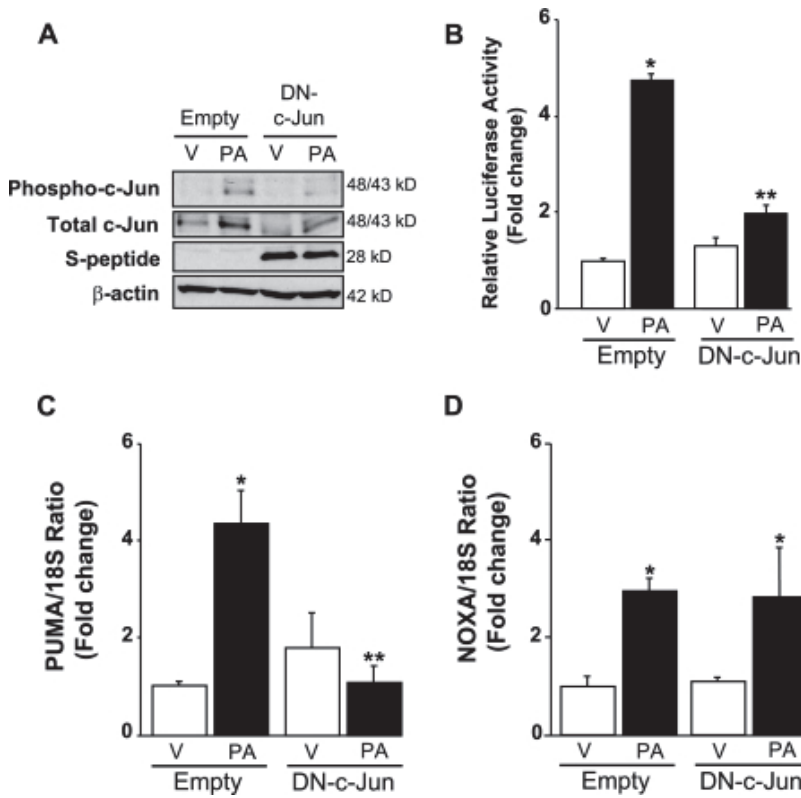 A
Empty
DN-
c-Jun
V PA V PA
Phospho-c-Jun 48/43 kD
Total c-Jun 48/43 kD
S-peptide 28 kD
β-actin 42 kD
B
Relative Luciferase Activity
(Fold change)
6
4
2
0
*
**
V PA V PA
Empty DN-c-Jun
C
PUMA/18S Ratio
(Fold change)
6
4
2
0
*
**
V PA V PA
Empty DN-c-Jun
D
NOXA/18S Ratio
(Fold change)
6
4
2
0
*
*
V PA V PA
Empty DN-c-Jun